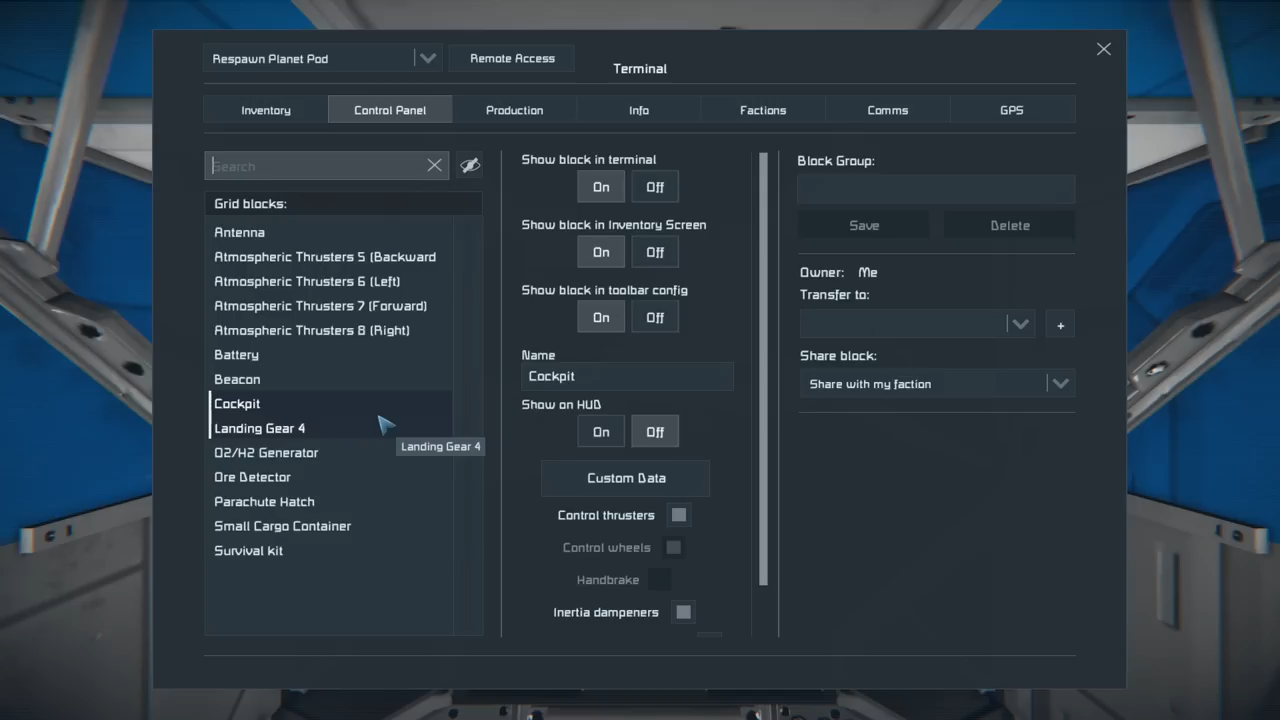 Respawn Planet Pod
Remote Access
Terminal
Inventory
Control Panel
Production
Info
Factions
Comms
GPS
Search
Grid blocks:
Antenna
Atmospheric Thrusters 5 (Backward
Atmospheric Thrusters 6 (Left)
Atmospheric Thrusters 7 (Forward)
Atmospheric Thrusters 8 (Right)
Battery
Beacon
Cockpit
Landing Gear 4
Landing Gear 4
O2/H2 Generator
Ore Detector
Parachute Hatch
Small Cargo Container
Survival kit
Show block in terminal
On Off
Show block in Inventory Screen
On Off
Show block in toolbar config
On Off
Name
Cockpit
Show on HUD
On Off
Custom Data
Control thrusters
Control wheels
Handbrake
Inertia dampeners
Block Group:
Save Delete
Owner: Me
Transfer to:
+
Share block:
Share with my faction